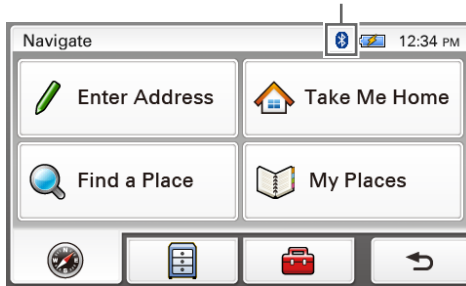 Navigate 12:34 PM
Enter Address Take Me Home
Find a Place My Places